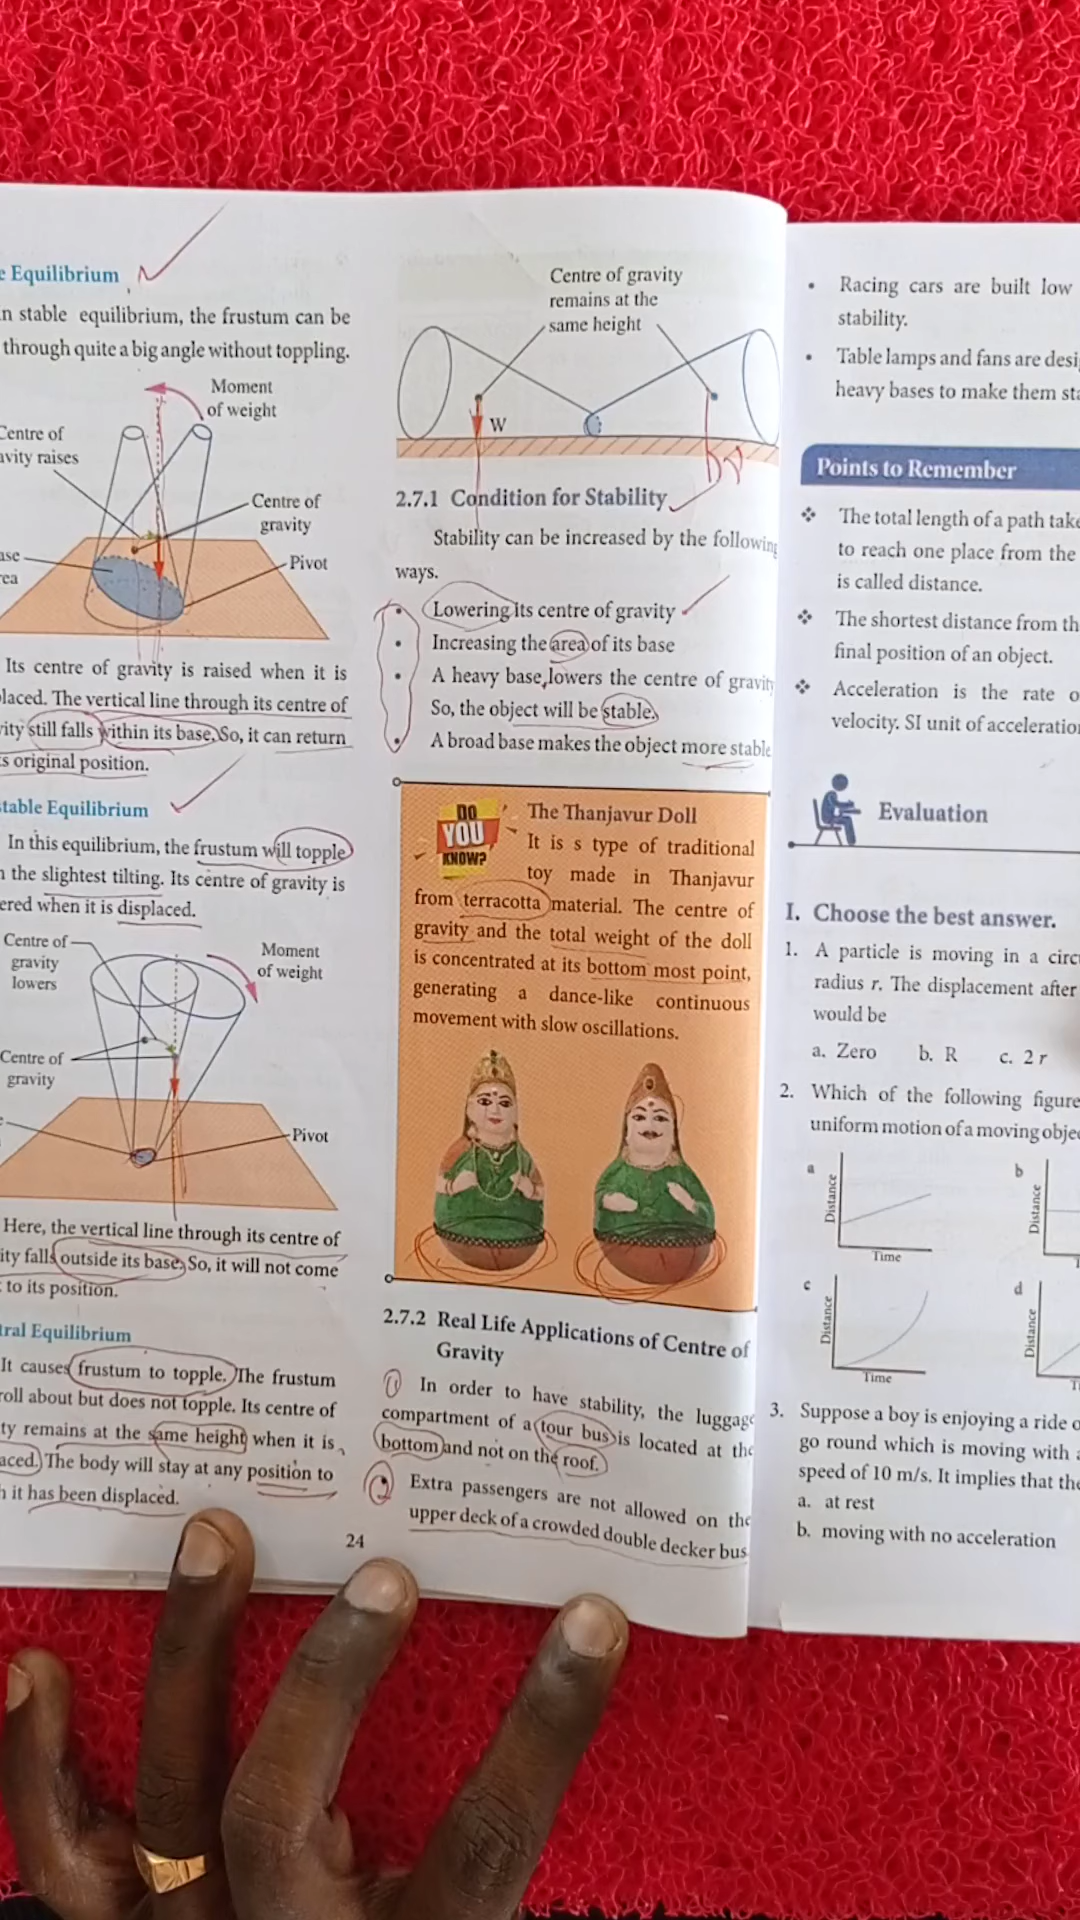 Equilibrium
stable equilibrium, the frustum can be
through quite a big angle without toppling.
Moment
of weight
Centre of
raises
Centre of
gravity
Pivot
Its centre of gravity is raised when it is
The vertical line through its centre of
still falls within its base. So, it can return
original position.
Equilibrium
In this equilibrium, the frustum will topple
the slightest tilting. Its centre of gravity is
when it is displaced.
Centre of
gravity
lowers
Moment
of weight
Centre of
gravity
Pivot
Here, the vertical line through its centre of
falls outside its base. So, it will not come
to its position.
Equilibrium
It causes frustum to topple. The frustum
roll about but does not topple. Its centre of
remains at the same height when it is
The body will stay at any position to
it has been displaced.
Centre of gravity
remains at the
same height
W
2.7.1 Condition for Stability
Stability can be increased by the following
ways.
• Lowering its centre of gravity
• Increasing the area of its base
• A heavy base lowers the centre of gravity
So, the object will be stable.
• A broad base makes the object more stable
DO
YOU
KNOW?
The Thanjavur Doll
It is s type of traditional
toy made in Thanjavur
from terracotta material. The centre of
gravity and the total weight of the doll
is concentrated at its bottom most point,
generating a dance-like continuous
movement with slow oscillations.
2.7.2 Real Life Applications of Centre of
Gravity
1 In order to have stability, the luggage
compartment of a tour bus is located at the
bottom and not on the roof.
2 Extra passengers are not allowed on the
upper deck of a crowded double decker bus
24
• Racing cars are built low
stability.
• Table lamps and fans are
heavy bases to make them
Points to Remember
❖ The total length of a path
to reach one place from the
is called distance.
❖ The shortest distance from
final position of an object.
❖ Acceleration is the rate
velocity. SI unit of
Evaluation
I. Choose the best answer.
1. A particle is moving in a
radius r. The displacement after
would be
a. Zero b. R c. 2 r
2. Which of the following
uniform motion of a moving
a
Distance
Time
b
Distance
c
Distance
Time
d
Distance
3. Suppose a boy is enjoying a ride
go round which is moving with
speed of 10 m/s. It implies that
a. at rest
b. moving with no acceleration